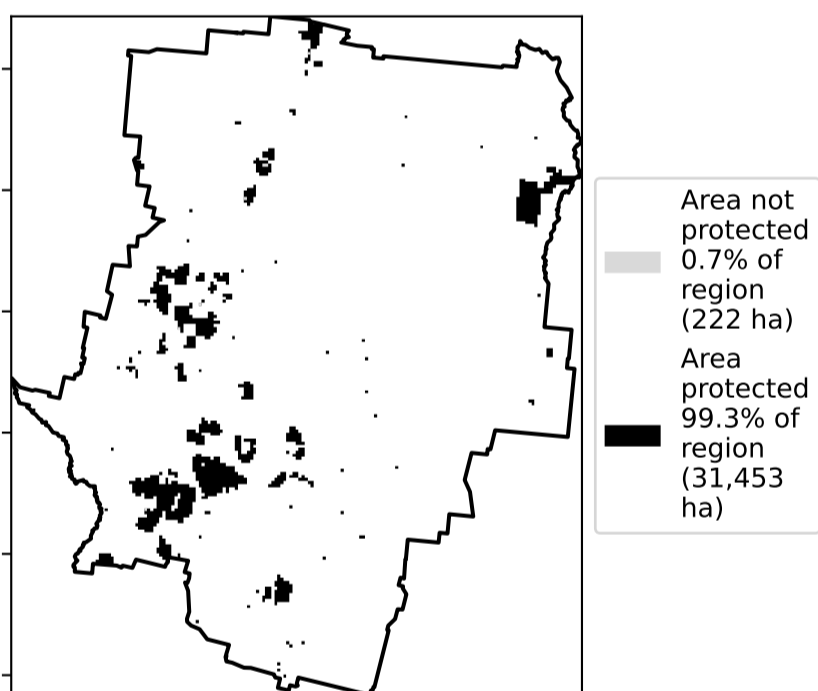 Area not
protected
0.7% of
region
(222 ha)
Area
protected
99.3% of
region
(31,453
ha)